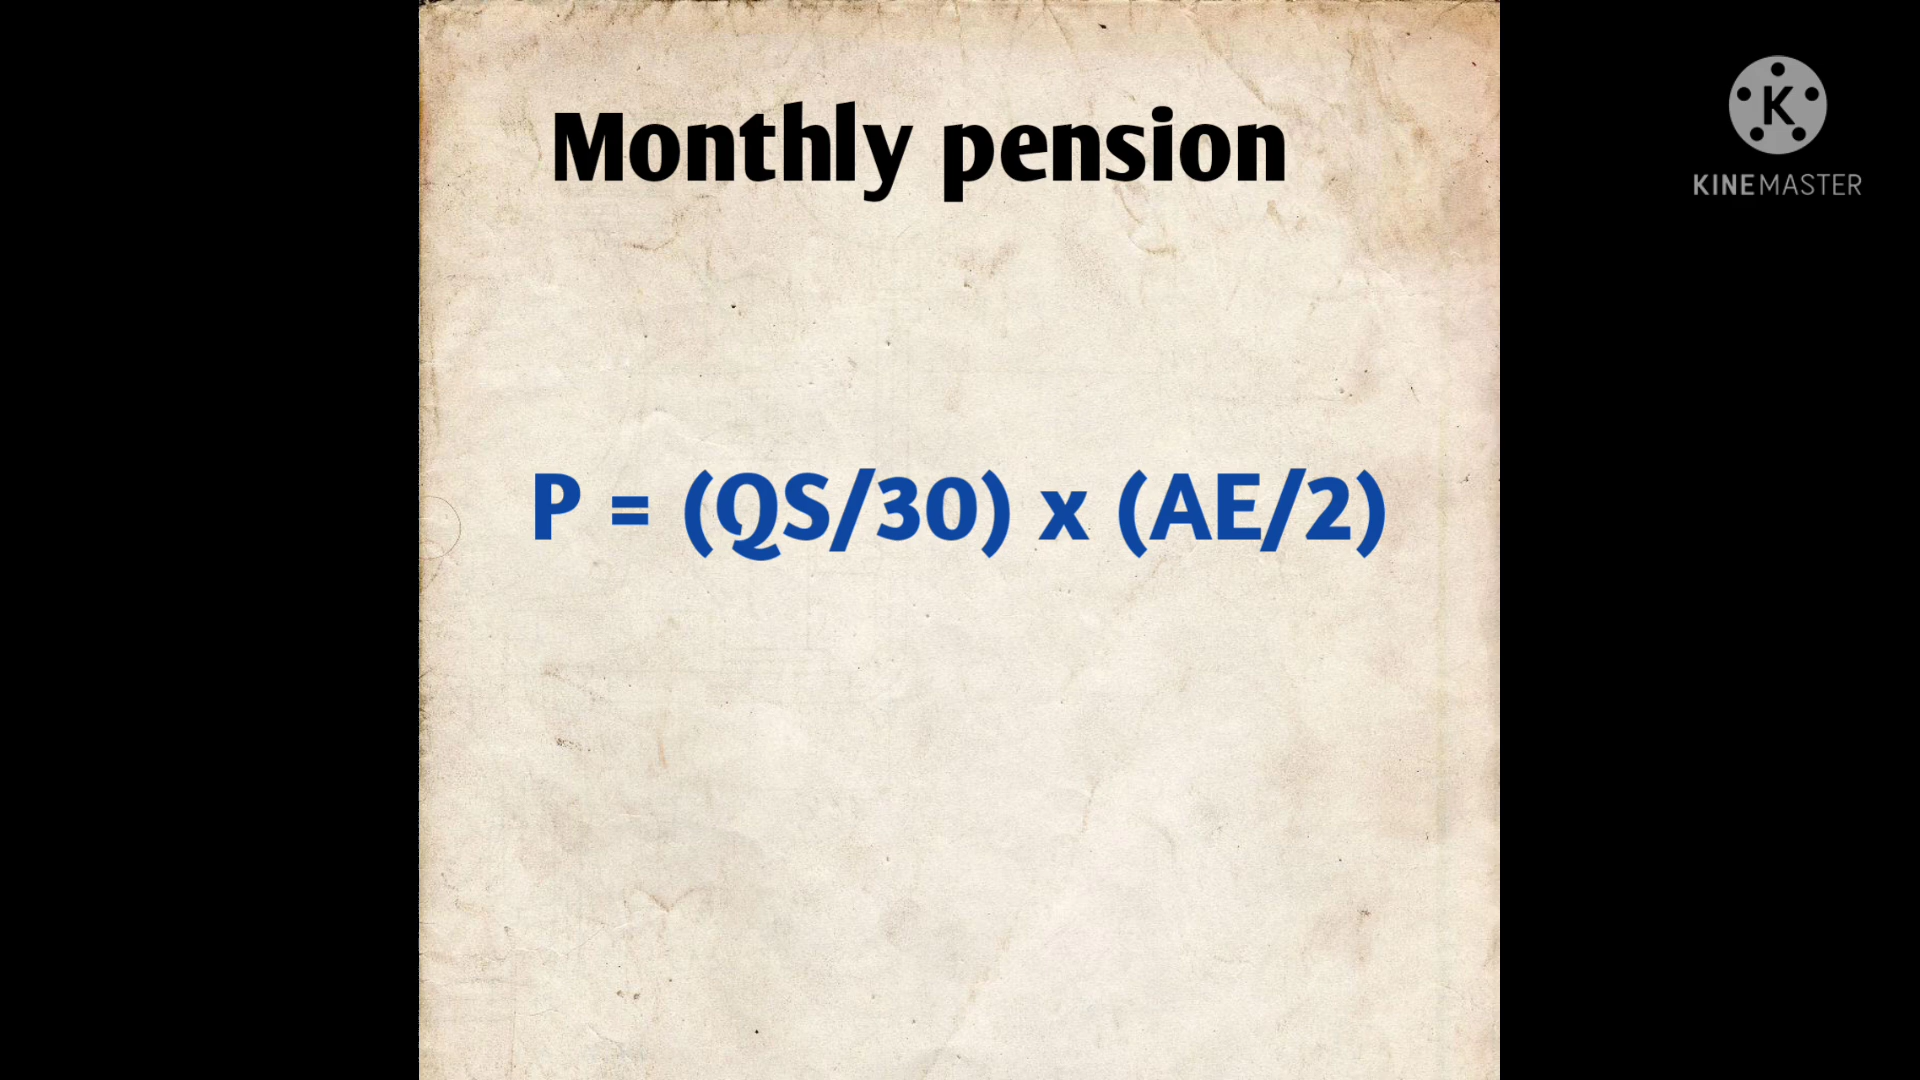 Monthly pension
KINEMASTER
P = (QS/30) x (AE/2)